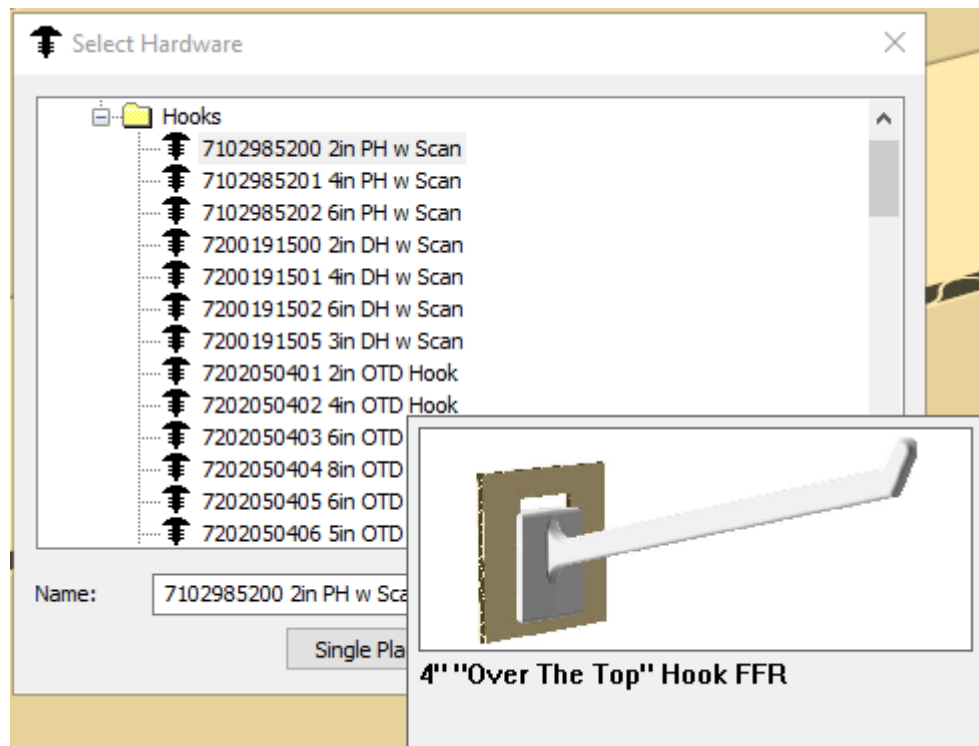 Select Hardware
Hooks
7102985200 2in PH w Scan
7102985201 4in PH w Scan
7102985202 6in PH w Scan
7200191500 2in DH w Scan
7200191501 4in DH w Scan
7200191502 6in DH w Scan
7200191505 3in DH w Scan
7202050401 2in OTD Hook
7202050402 4in OTD Hook
7202050403 6in OTD
7202050404 8in OTD
7202050405 6in OTD
7202050406 5in OTD
Name:
7102985200 2in PH w Sca
Single Pla
4" "Over The Top" Hook FFR